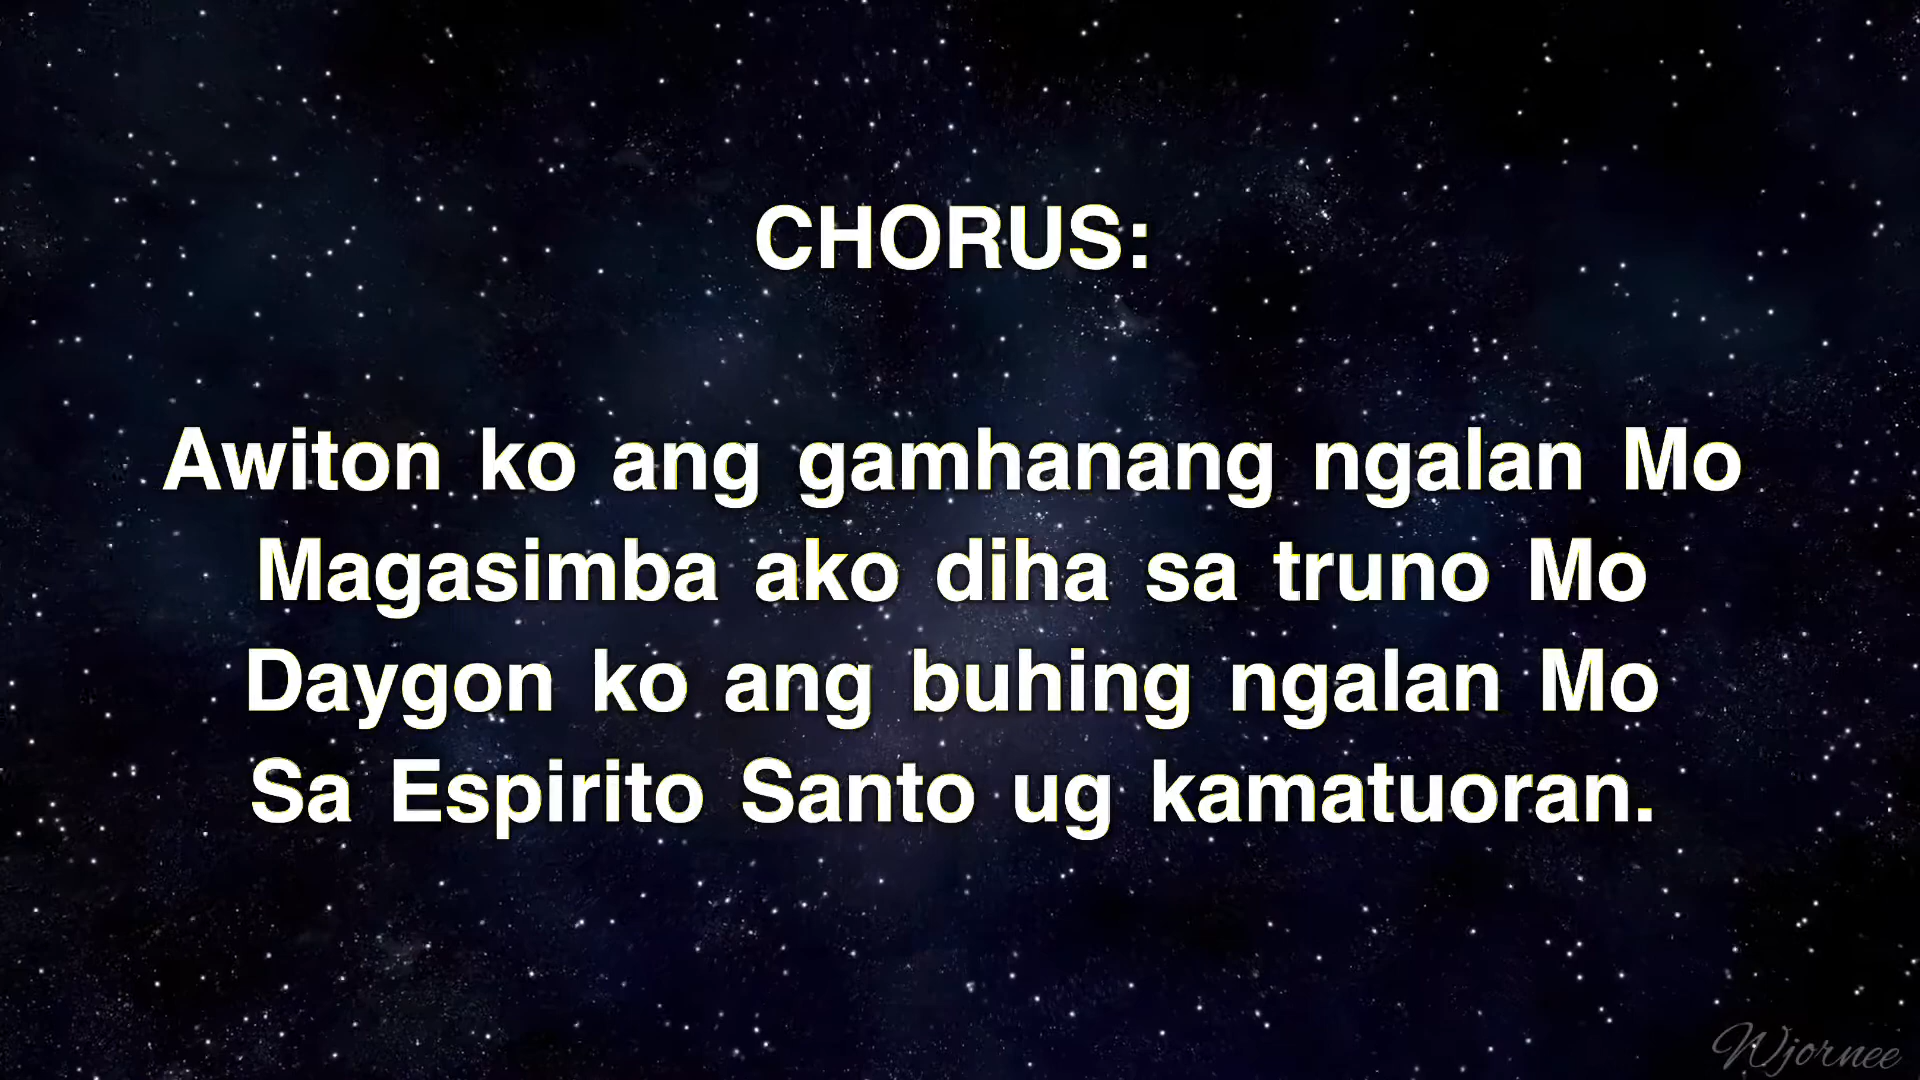 CHORUS:
Awiton ko ang gamhanang ngalan Mo
Magasimba ako diha sa truno Mo
Daygon ko ang buhing ngalan Mo
Sa Espirito Santo ug kamatuoran.
Wjornee